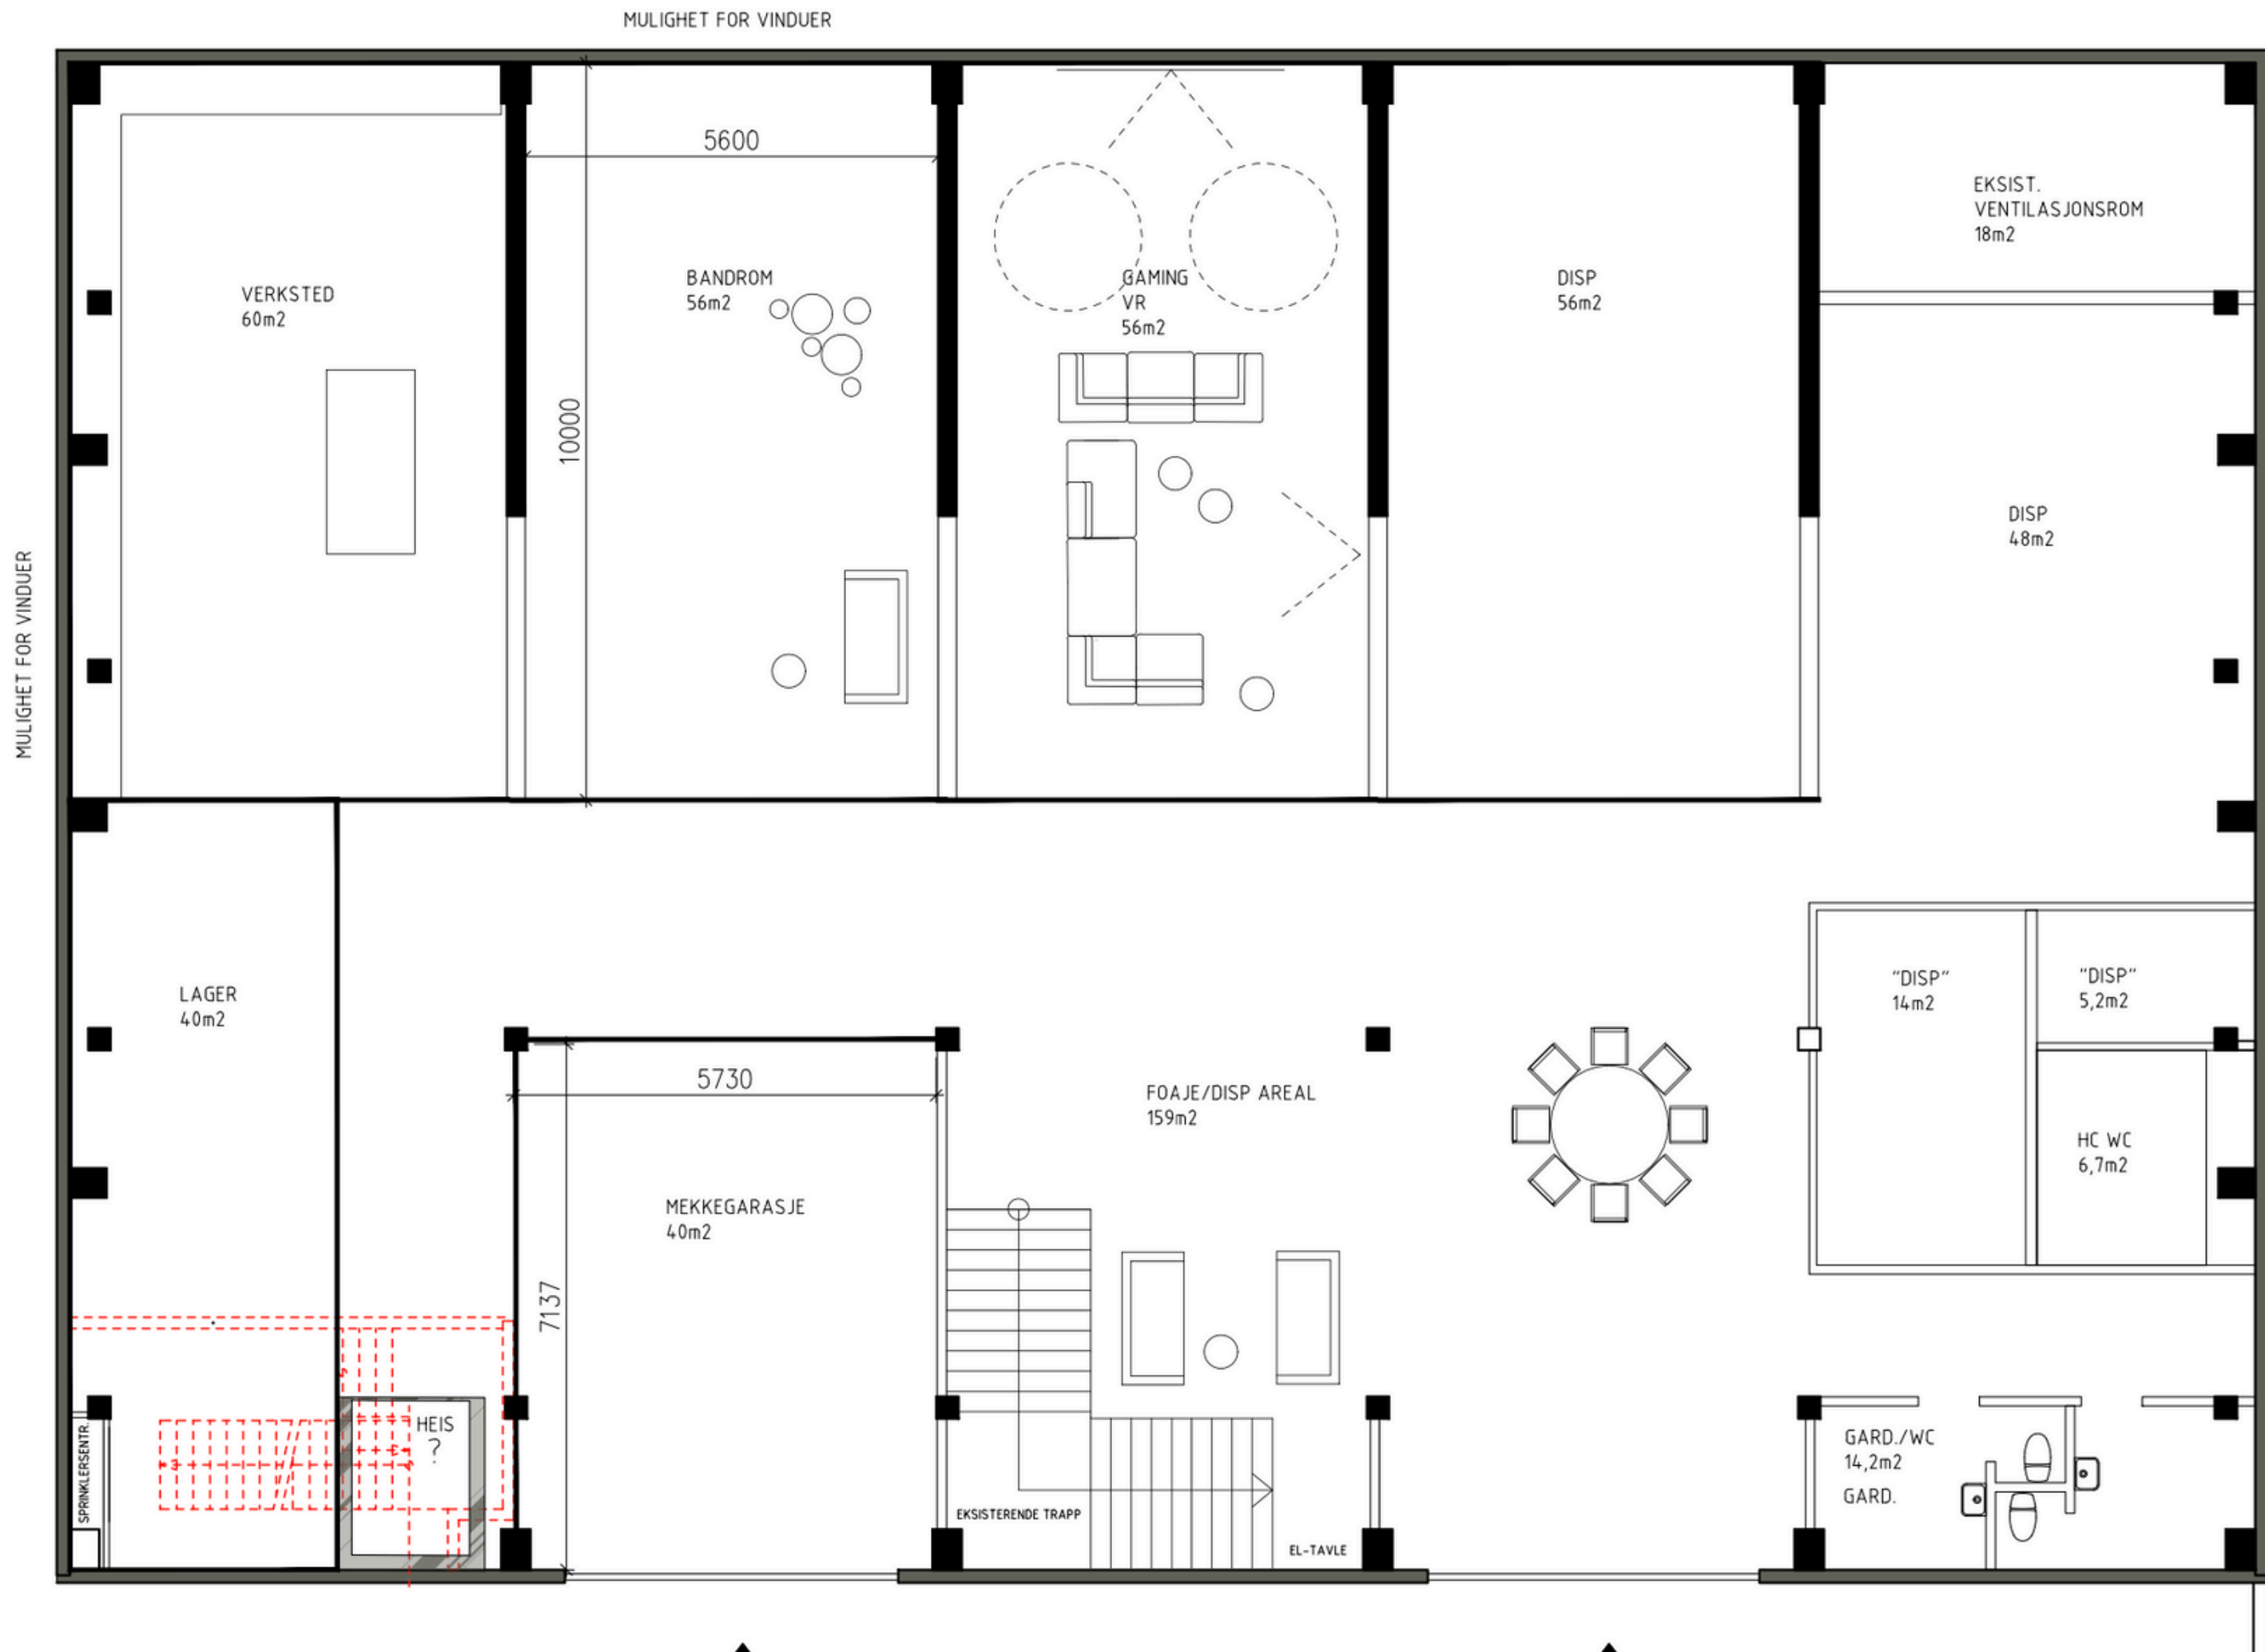 MULIGHET FOR VINDUER
5600
EKSIST.
VENTILASJONSROM
18m2
VERKSTED
60m2
BANDROM
56m2
GAMING
VR
56m2
DISP
56m2
10000
DISP
48m2
MULIGHET FOR VINDUER
LAGER
40m2
"DISP"
14m2
"DISP"
5,2m2
5730
FOAJE/DISP AREAL
159m2
HC WC
6,7m2
MEKKEGARASJE
40m2
7137
HEIS
?
SPRINKLERSENTR.
GARD./WC
14,2m2
GARD.
EKSISTERENDE TRAPP
EL-TAVLE